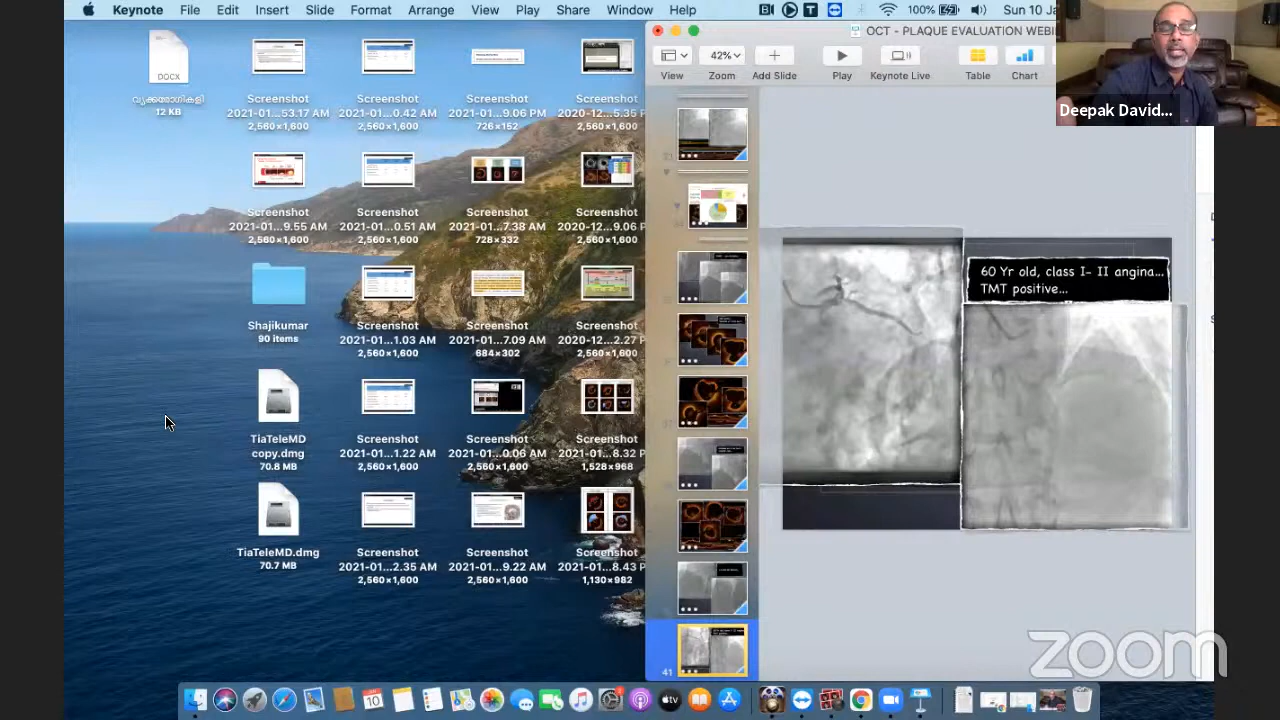 Keynote File Edit Insert Slide Format Arrange View Play Share Window Help
100%
Sun 10 Ja
DOCX
വൃക്കരോഗികളി
12 KB
Screenshot
2021-01...53.17 AM
2,560×1,600
Screenshot
2021-01...0.42 AM
2,560×1,600
Screenshot
2021-01...9.06 PM
726×152
Screenshot
2020-12...5.35 P
2,560×1,600
Screenshot
2021-01...9.55 AM
2,560×1,600
Screenshot
2021-01...0.51 AM
2,560×1,600
Screenshot
2021-01...7.38 AM
728×332
Screenshot
2020-12...9.06 P
2,560×1,600
Shajikumar
90 items
Screenshot
2021-01...1.03 AM
2,560×1,600
Screenshot
2021-01...7.09 AM
684×302
Screenshot
2020-12...2.27 P
2,560×1,600
TiaTeleMD
copy.dmg
70.8 MB
Screenshot
2021-01...1.22 AM
2,560×1,600
Screenshot
2021-01...0.06 AM
2,560×1,600
Screenshot
2021-01...8.32 P
1,528×968
TiaTeleMD.dmg
70.7 MB
Screenshot
2021-01...2.35 AM
2,560×1,600
Screenshot
2021-01...9.22 AM
2,560×1,600
Screenshot
2021-01...8.43 P
1,130×982
OCT - PLAQUE EVALUATION WEBI
42%
View Zoom Add Slide Play Keynote Live Table Chart
Deepak David...
60 Yr old, class I- II angina...
TMT positive...
41
zoom